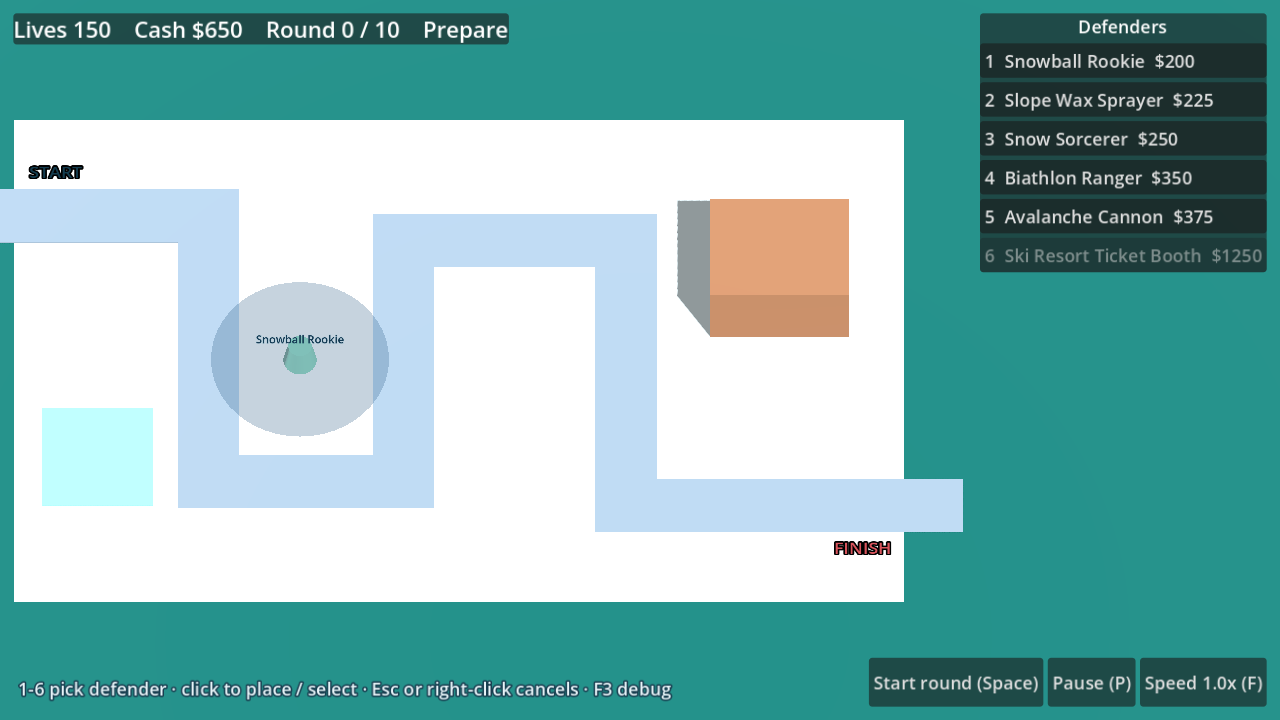 Lives 150 Cash $650 Round 0 / 10 Prepare
Defenders
1 Snowball Rookie $200
2 Slope Wax Sprayer $225
3 Snow Sorcerer $250
4 Biathlon Ranger $350
5 Avalanche Cannon $375
6 Ski Resort Ticket Booth $1250
START
Snowball Rookie
FINISH
1-6 pick defender · click to place / select · Esc or right-click cancels · F3 debug
Start round (Space) Pause (P) Speed 1.0x (F)